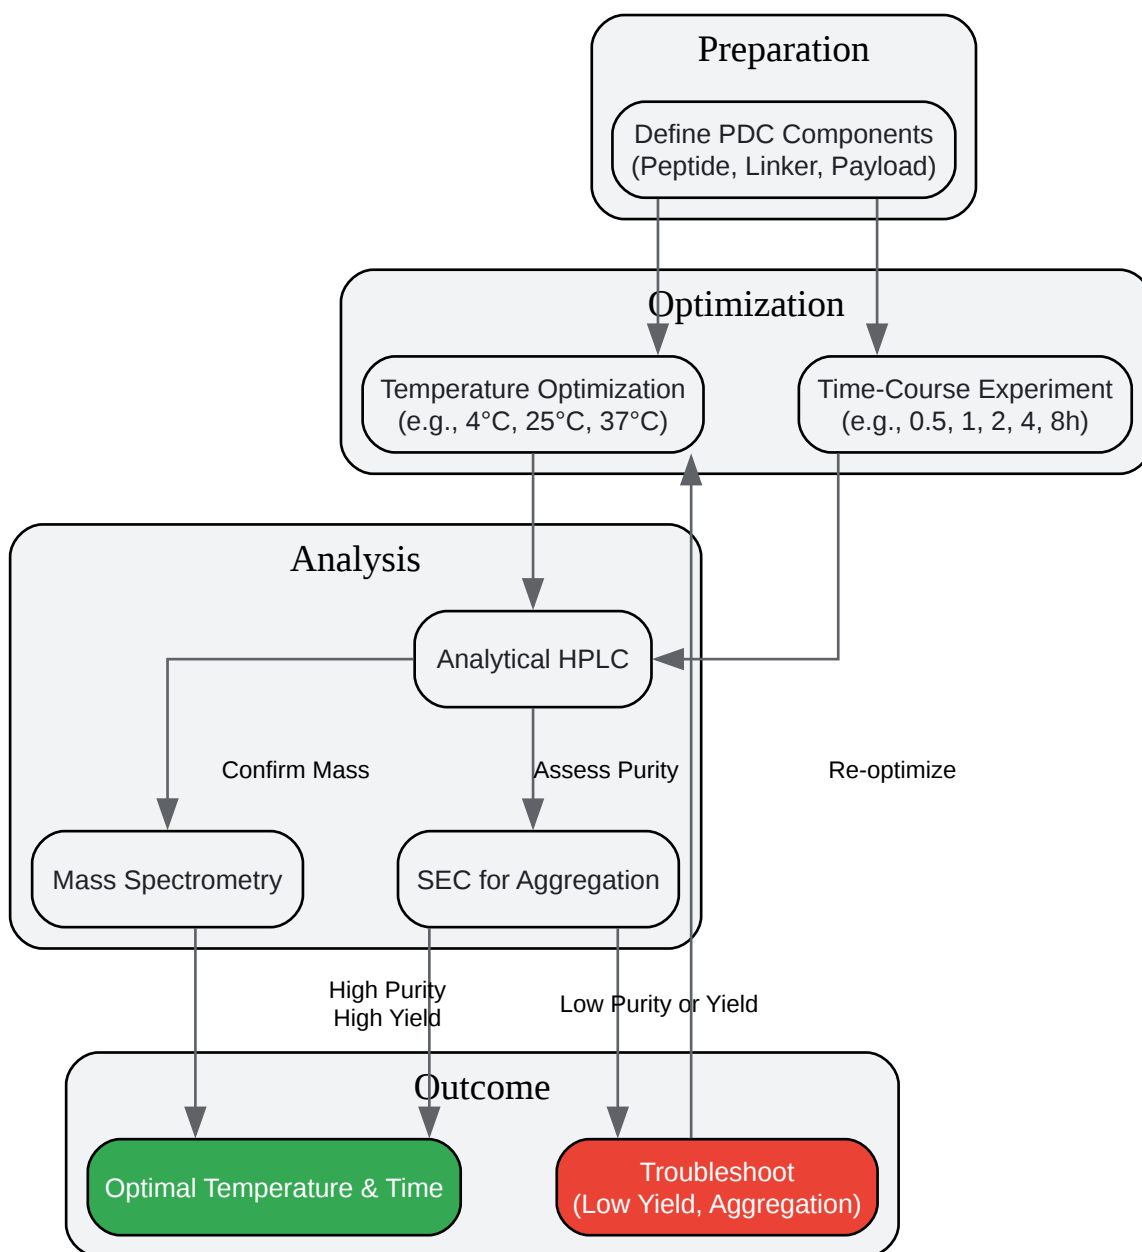 Preparation
Define PDC Components
(Peptide, Linker, Payload)
Optimization
Temperature Optimization
(e.g., 4°C, 25°C, 37°C)
Time-Course Experiment
(e.g., 0.5, 1, 2, 4, 8h)
Analysis
Analytical HPLC
Confirm Mass
Assess Purity
Re-optimize
Mass Spectrometry
SEC for Aggregation
High Purity
High Yield
Low Purity or Yield
Outcome
Optimal Temperature & Time
Troubleshoot
(Low Yield, Aggregation)